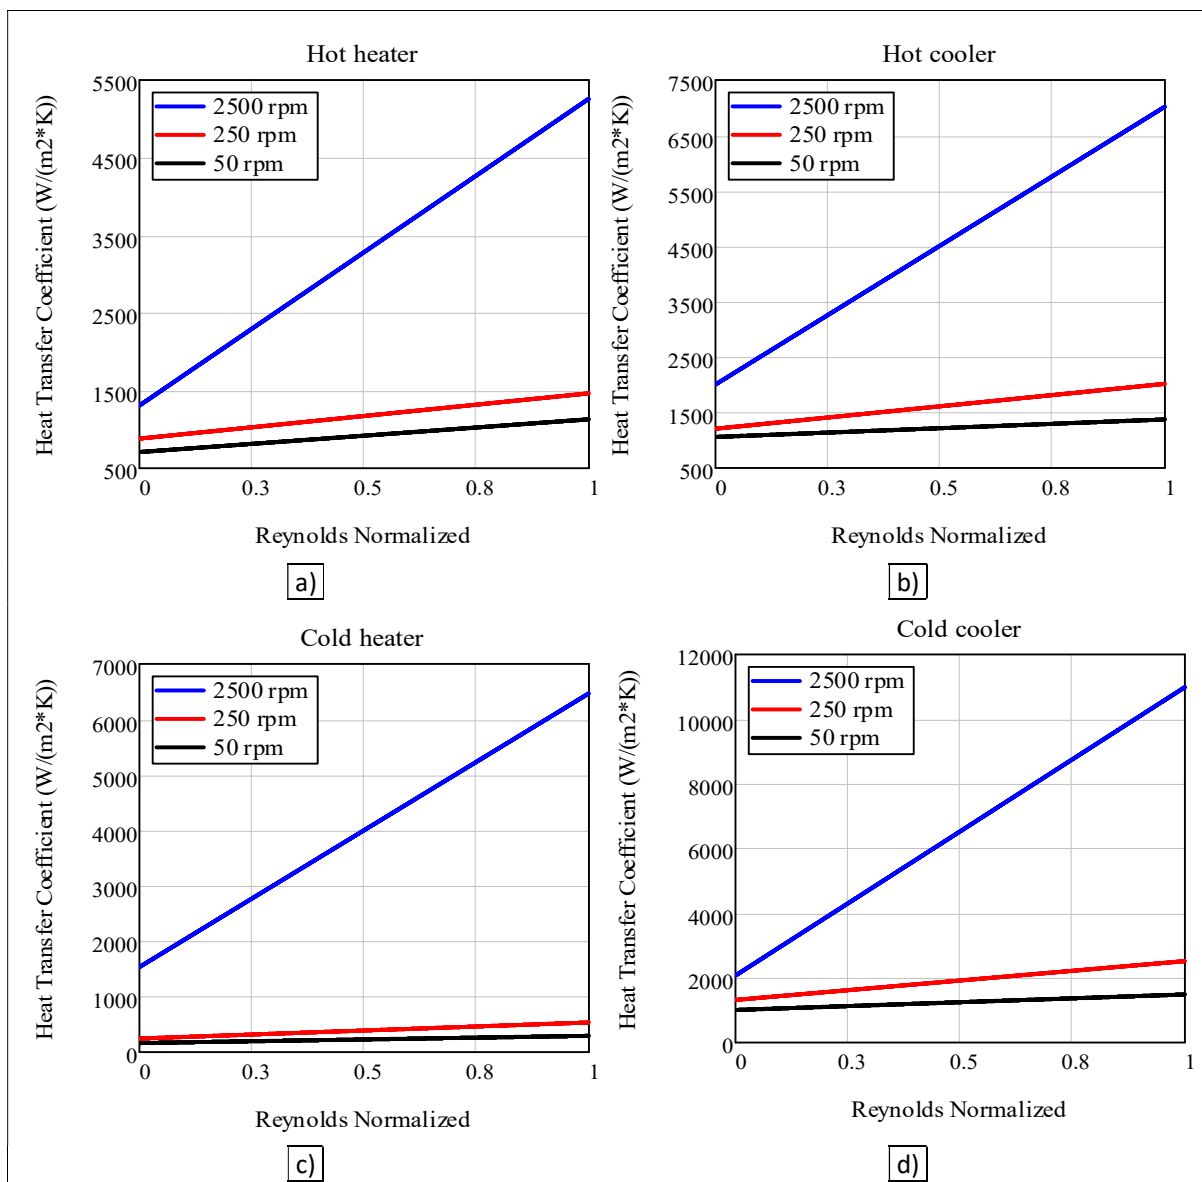 Hot heater
Heat Transfer Coefficient (W/(m2*K))
5500
4500
3500
2500
1500
500
2500 rpm
250 rpm
50 rpm
0 0.3 0.5 0.8 1
Reynolds Normalized
a)
Hot cooler
Heat Transfer Coefficient (W/(m2*K))
7500
6500
5500
4500
3500
2500
1500
500
2500 rpm
250 rpm
50 rpm
0 0.3 0.5 0.8 1
Reynolds Normalized
b)
Cold heater
Heat Transfer Coefficient (W/(m2*K))
7000
6000
5000
4000
3000
2000
1000
0
2500 rpm
250 rpm
50 rpm
0 0.3 0.5 0.8 1
Reynolds Normalized
c)
Cold cooler
Heat Transfer Coefficient (W/(m2*K))
12000
10000
8000
6000
4000
2000
0
2500 rpm
250 rpm
50 rpm
0 0.3 0.5 0.8 1
Reynolds Normalized
d)